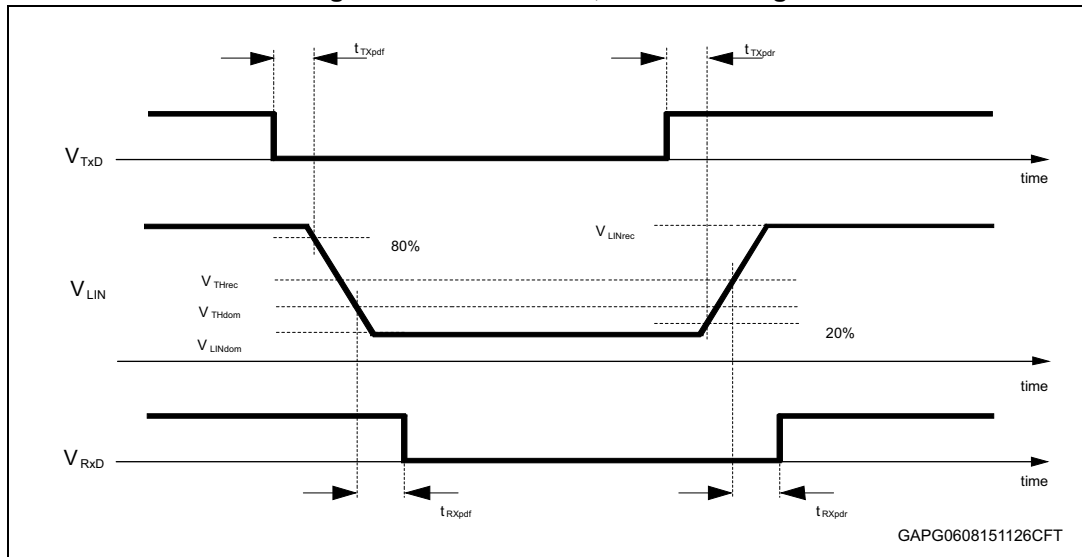 t TXpdf
t TXpdr
V TxD
time
V LINrec
80%
V THrec
V LIN
V THdom
20%
V LINdom
time
V RxD
time
t RXpdf
t RXpdr
GAPG0608151126CFT